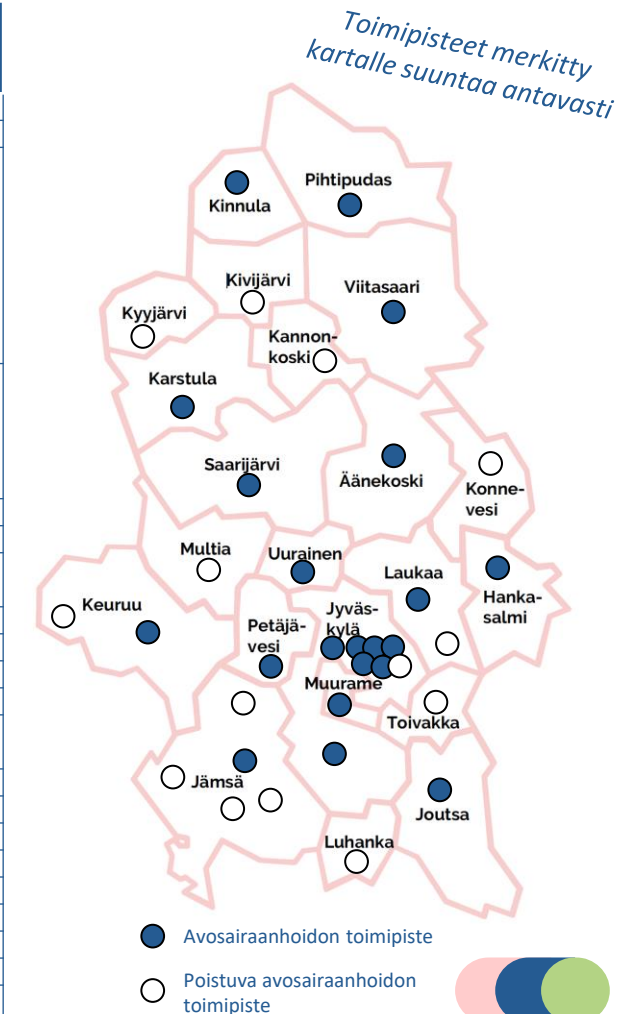 Toimipisteet merkitty
kartalle suuntaa antavasti
Pihtipudas
Kinnula
Kivijärvi
Viitasaari
Kyyjärvi
Kannon-
koski
Karstula
Saarijärvi
Äänekoski
Konne-
vesi
Multia
Uurainen
Laukaa
Hanka-
salmi
Keuruu
Jyväs-
kylä
Petäjä-
vesi
Muurame
Toivakka
Jämsä
Joutsa
Luhanka
Avosairaanhoidon toimipiste
Poistuva avosairaanhoidon
toimipiste